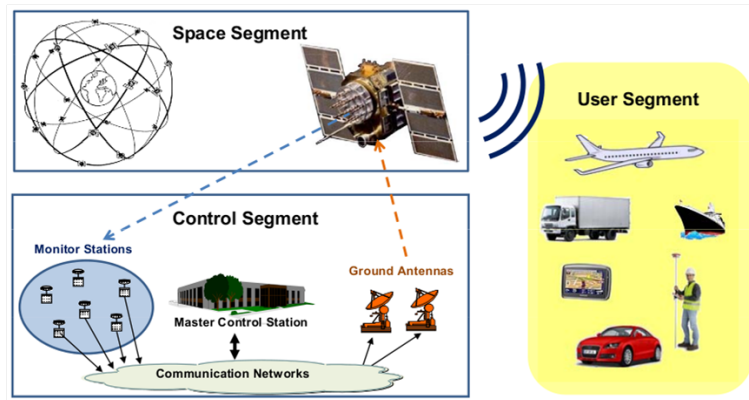 Space Segment
User Segment
Control Segment
Monitor Stations
Ground Antennas
Master Control Station
Communication Networks